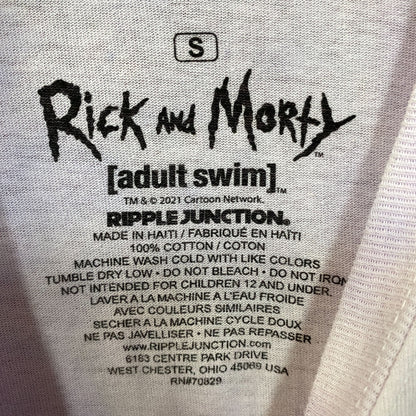 S
Rick and Morty™
[adult swim]™
TM & © 2021 Cartoon Network.
RIPPLE JUNCTION®
MADE IN HAITI / FABRIQUÉ EN HAÏTI
100% COTTON / COTON
MACHINE WASH COLD WITH LIKE COLORS
TUMBLE DRY LOW • DO NOT BLEACH • DO NOT IRON
NOT INTENDED FOR CHILDREN 12 AND UNDER.
LAVER A LA MACHINE A L'EAU FROIDE
AVEC COULEURS SIMILAIRES
SECHER A LA MACHINE CYCLE DOUX
NE PAS JAVELLISER • NE PAS REPASSER
www.RIPPLEJUNCTION.com
6183 CENTRE PARK DRIVE
WEST CHESTER, OHIO 45069 USA
RN#70829